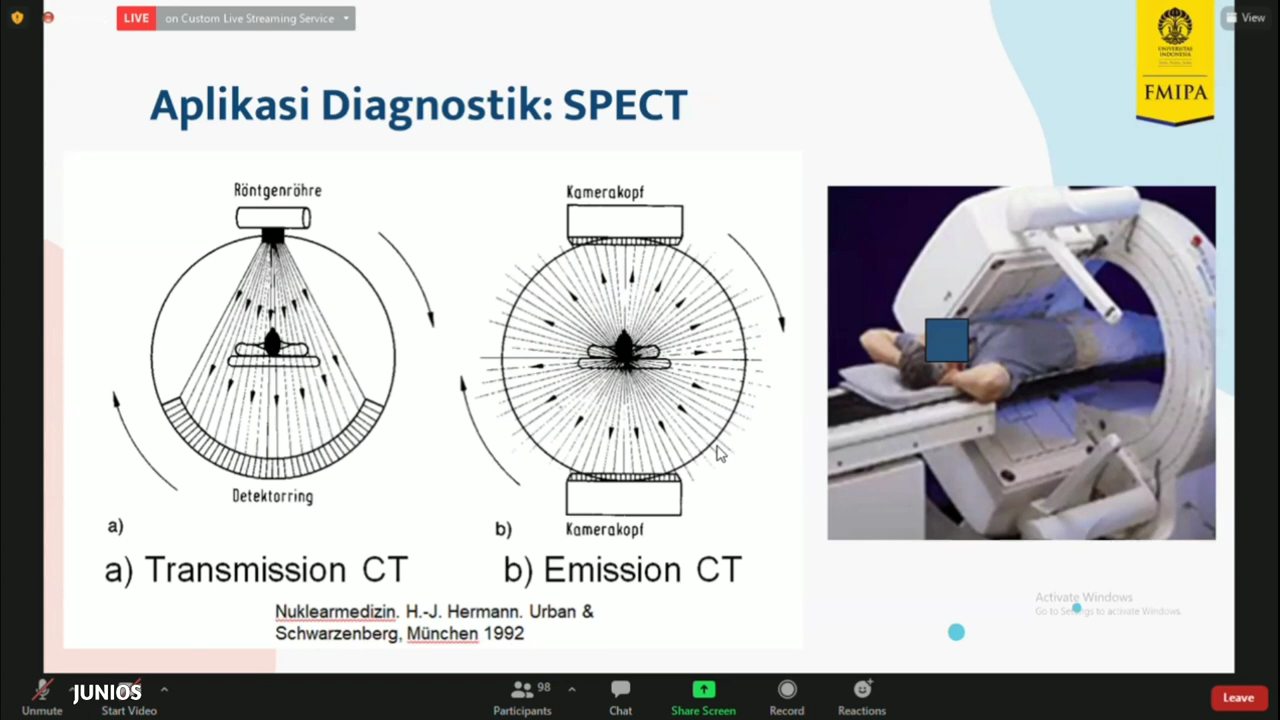 LIVE on Custom Live Streaming Service
View
UNIVERSITAS
INDONESIA
FMIPA
Aplikasi Diagnostik: SPECT
Röntgenröhre
Detektorring
a)
a) Transmission CT
Kamerakopf
Kamerakopf
b)
b) Emission CT
Nuklearmedizin. H.-J. Hermann. Urban &
Schwarzenberg, München 1992
Activate Windows
Go to Settings to activate Windows.
JUNIOS
Unmute
Start Video
98
Participants
Chat
Share Screen
Record
Reactions
Leave